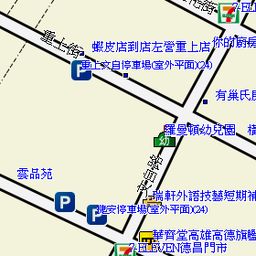 重上街
蝦皮店到店左營重上店
重上文自停車場(室外平面)(24)
有巢氏房
羅曼頓幼兒園
幼
雲品苑
瑞軒外語技藝短期補
建安停車場(室外平面)(24)
華齊堂高雄高德旗艦
7-ELEVEN德昌門市
P
P
P